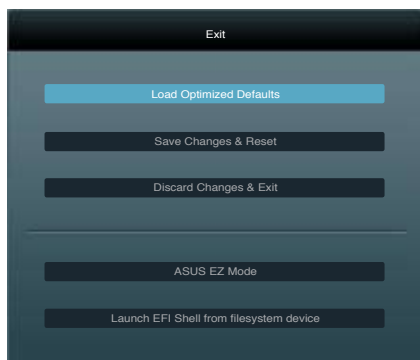 Exit
Load Optimized Defaults
Save Changes & Reset
Discard Changes & Exit
ASUS EZ Mode
Launch EFI Shell from filesystem device